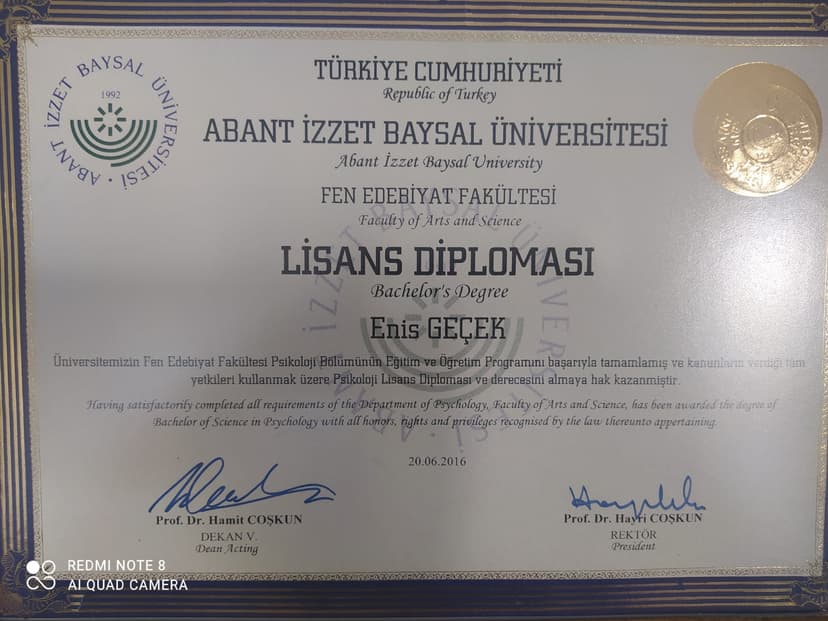 ABANT İZZET BAYSAL ÜNİVERSİTESİ
1992
TÜRKİYE CUMHURİYETİ
Republic of Turkey
ABANT İZZET BAYSAL ÜNİVERSİTESİ
Abant İzzet Baysal University
FEN EDEBİYAT FAKÜLTESİ
Faculty of Arts and Science
LİSANS DİPLOMASI
Bachelor's Degree
Enis GEÇEK
Üniversitemizin Fen Edebiyat Fakültesi Psikoloji Bölümünün Eğitim ve Öğretim Programını başarıyla tamamlamış ve kanunların verdiği tüm
yetkileri kullanmak üzere Psikoloji Lisans Diploması ve derecesini almaya hak kazanmıştır.
Having satisfactorily completed all requirements of the Department of Psychology, Faculty of Arts and Science, has been awarded the degree of
Bachelor of Science in Psychology with all honors, rights and privileges recognised by the law thereunto appertaining.
20.06.2016
Prof. Dr. Hamit COŞKUN
DEKAN V.
Dean Acting
Prof. Dr. Hayri COŞKUN
REKTÖR
President
REDMI NOTE 8
AI QUAD CAMERA